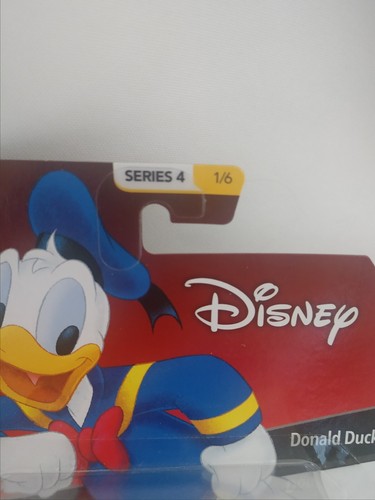 SERIES 4 1/6
DISNEY
Donald Duck